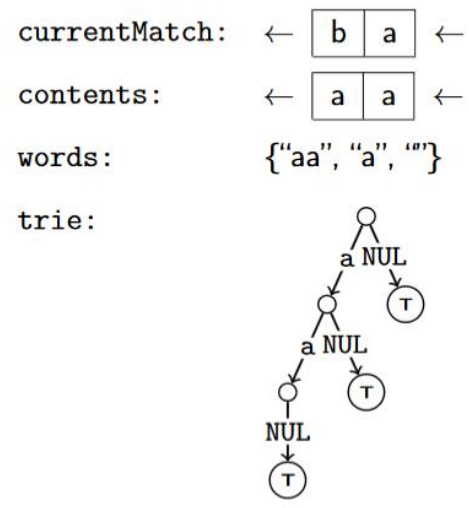 currentMatch: ← b a ←
contents: ← a a ←
words: {“aa”, “a”, “”}
trie:
a NUL
T
a NUL
T
NUL
T